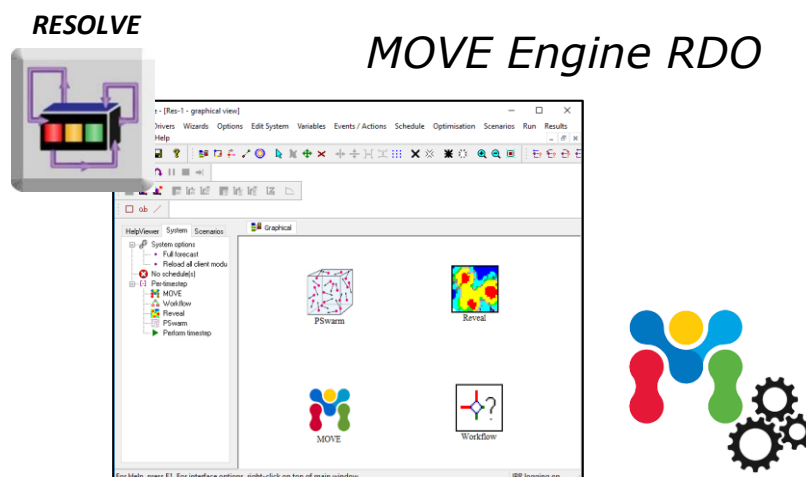 RESOLVE
MOVE Engine RDO
- [Res-1 - graphical view]
Drivers Wizards Options Edit System Variables Events / Actions Schedule Optimisation Scenarios Run Results
Help
ab
HelpViewer System Scenarios
Graphical
System options
Full forecast
Reload all client modu
No schedule(s)
Per-timestep
MOVE
Workflow
Reveal
PSwarm
Perform timestep
PSwarm
Reveal
MOVE
Workflow
?
For Help, press F1. For interface options, right-click on top of main window.
IPR logging on